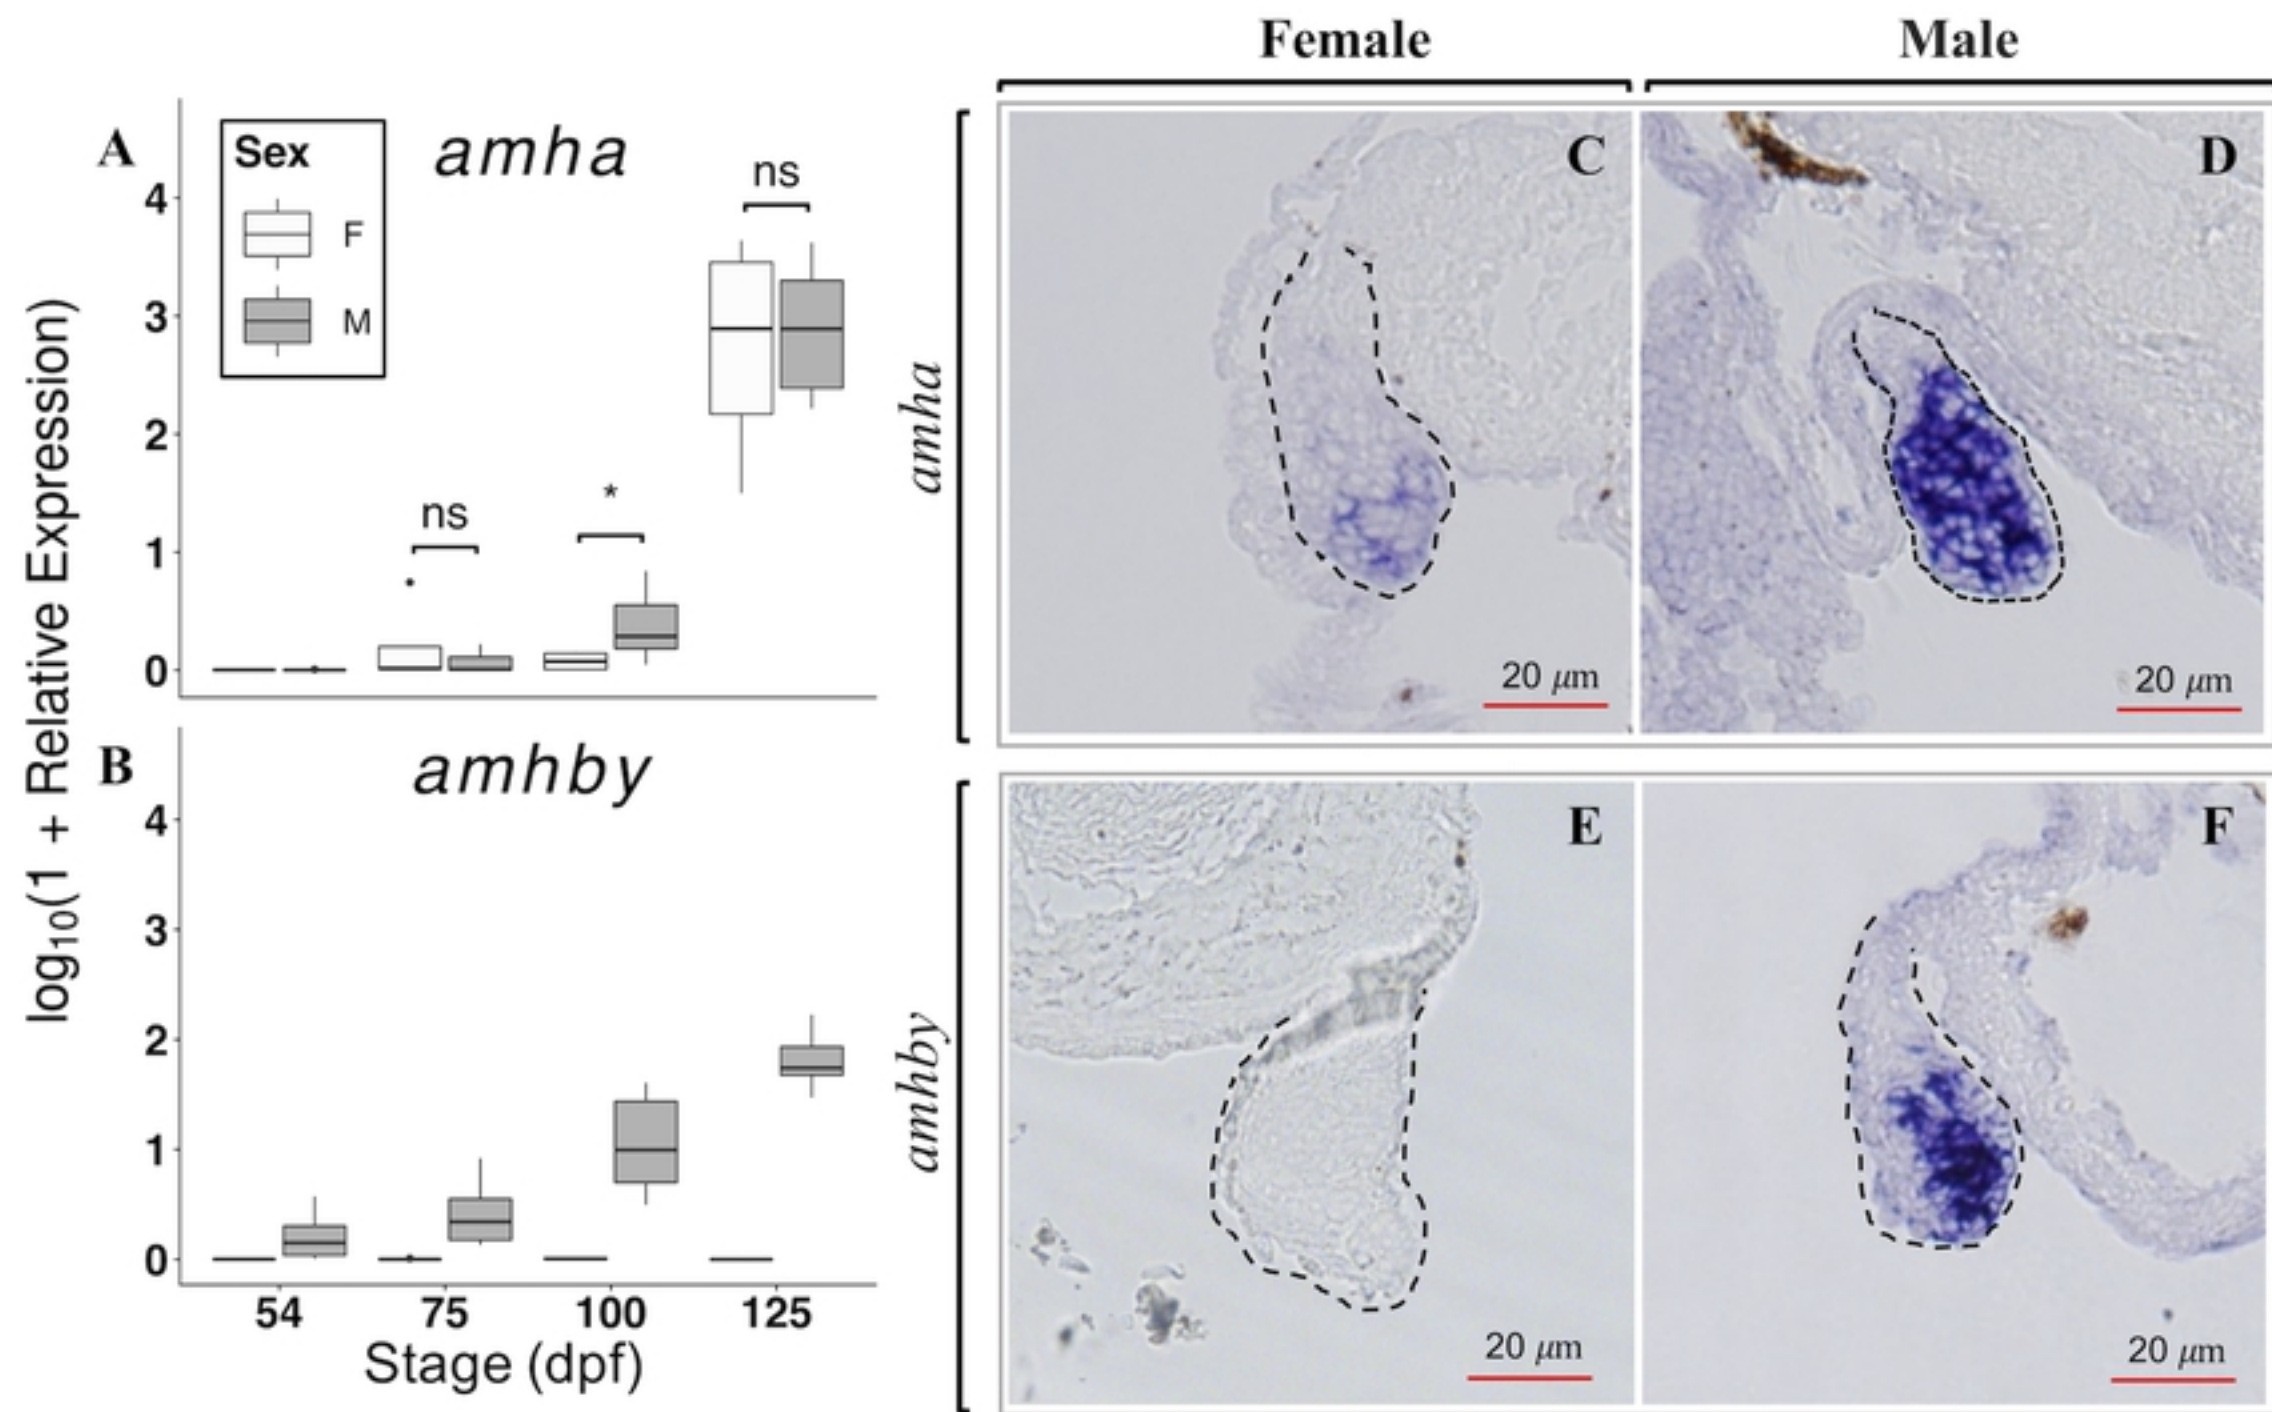 Female
Male
A
Sex
F
M
amha
ns
ns
*
4
3
2
1
0
log10(1 + Relative Expression)
B
amhby
4
3
2
1
0
54 75 100 125
Stage (dpf)
amha
C
20 μm
D
20 μm
amhby
E
20 μm
F
20 μm